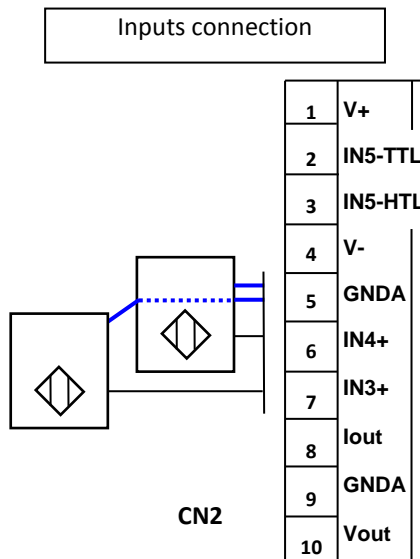 Inputs connection
1 V+
2 IN5-TTL
3 IN5-HTL
4 V-
5 GNDA
6 IN4+
7 IN3+
8 Iout
9 GNDA
CN2
10 Vout